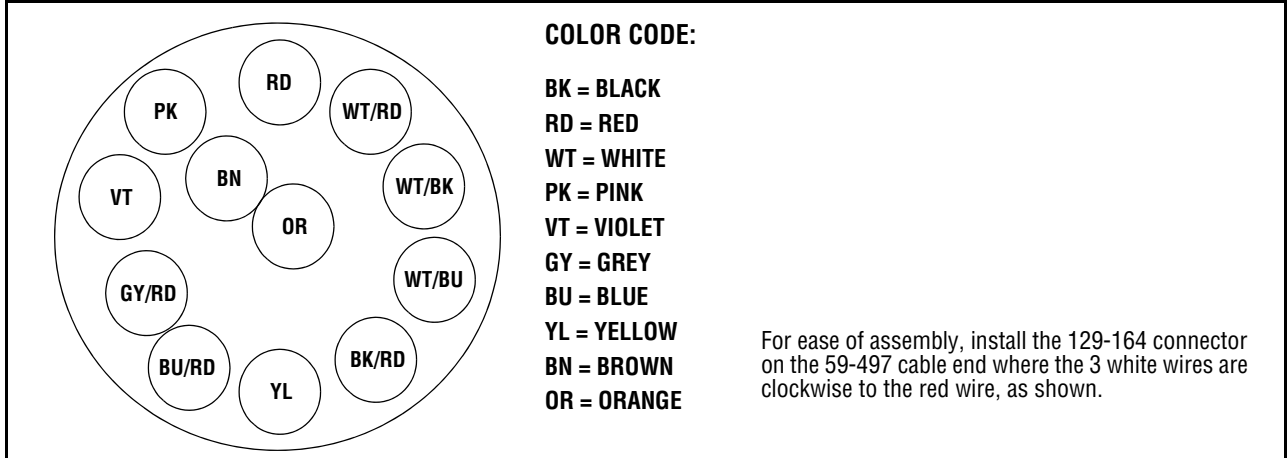 RD
PK
WT/RD
BN
WT/BK
VT
OR
WT/BU
GY/RD
BU/RD
BK/RD
YL
COLOR CODE:
BK = BLACK
RD = RED
WT = WHITE
PK = PINK
VT = VIOLET
GY = GREY
BU = BLUE
YL = YELLOW
BN = BROWN
OR = ORANGE
For ease of assembly, install the 129-164 connector
on the 59-497 cable end where the 3 white wires are
clockwise to the red wire, as shown.